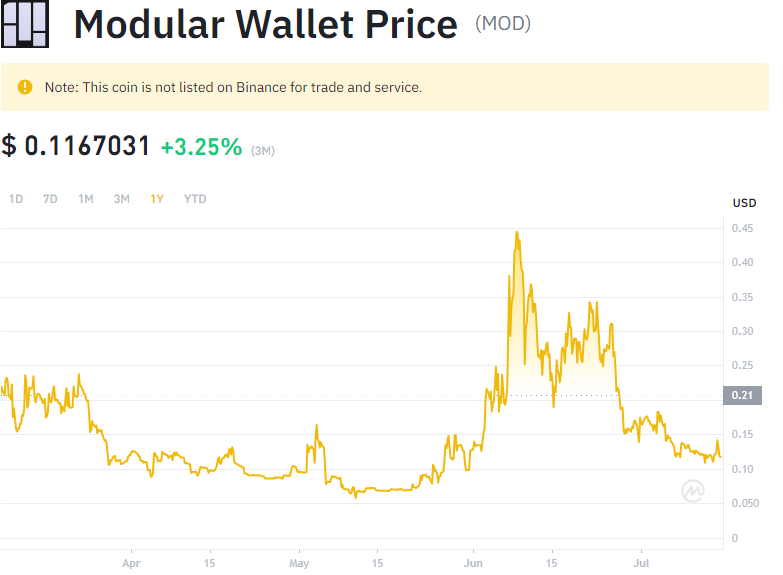 Modular Wallet Price (MOD)
Note: This coin is not listed on Binance for trade and service.
$ 0.1167031 +3.25% (3M)
1D 7D 1M 3M 1Y YTD
USD
0.45
0.40
0.35
0.30
0.25
0.21
0.15
0.10
0.050
0
Apr 15 May 15 Jun 15 Jul